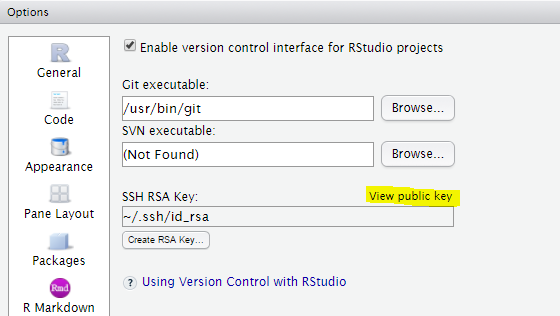 Options
General
Code
Appearance
Pane Layout
Packages
Rmd
R Markdown
Enable version control interface for RStudio projects
Git executable:
/usr/bin/git
Browse...
SVN executable:
(Not Found)
Browse...
SSH RSA Key:
View public key
~/.ssh/id_rsa
Create RSA Key...
? Using Version Control with RStudio